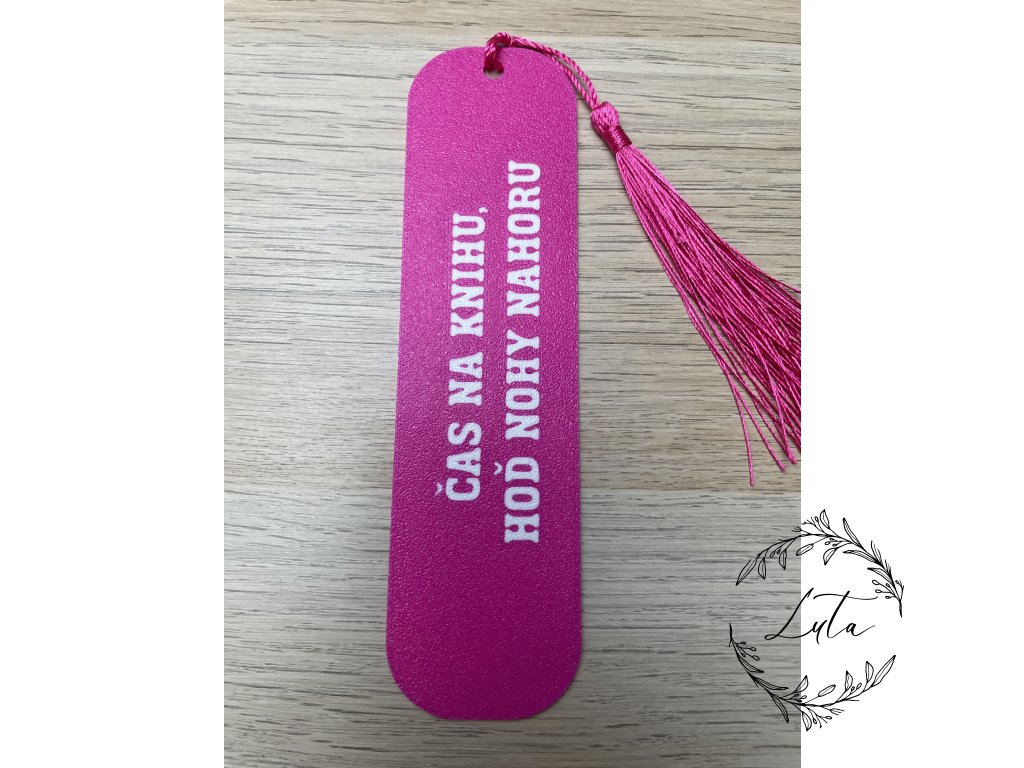 ČAS NA KNIHU,
HOĎ NOHY NAHORU
Luta